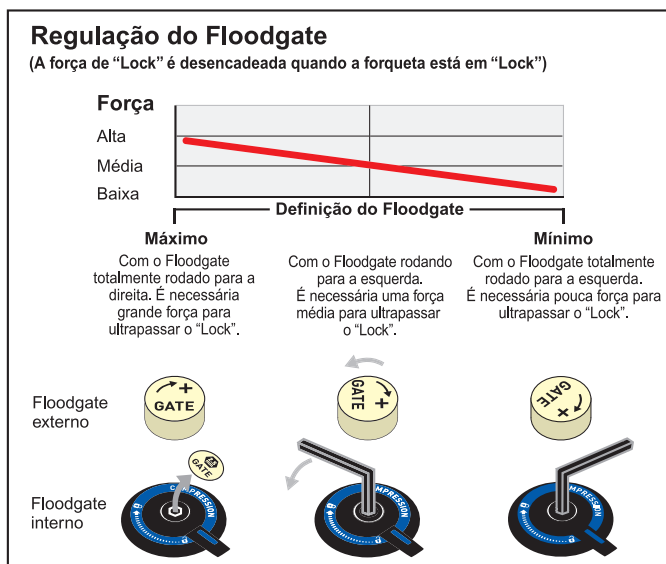 Regulação do Floodgate
(A força de “Lock” é desencadeada quando a forqueta está em “Lock”)
Força
Alta
Média
Baixa
Definição do Floodgate
Máximo
Com o Floodgate
totalmente rodado para a
direita. É necessária
grande força para
ultrapassar o “Lock”.
Com o Floodgate rodando
para a esquerda.
É necessária uma força
média para ultrapassar
o “Lock”.
Mínimo
Com o Floodgate totalmente
rodado para a esquerda.
É necessária pouca força para
ultrapassar o “Lock”.
Floodgate
externo
+
GATE
+
GATE
+
GATE
Floodgate
interno
GATE
COMPRESSION
COMPRESSION
COMPRESSION